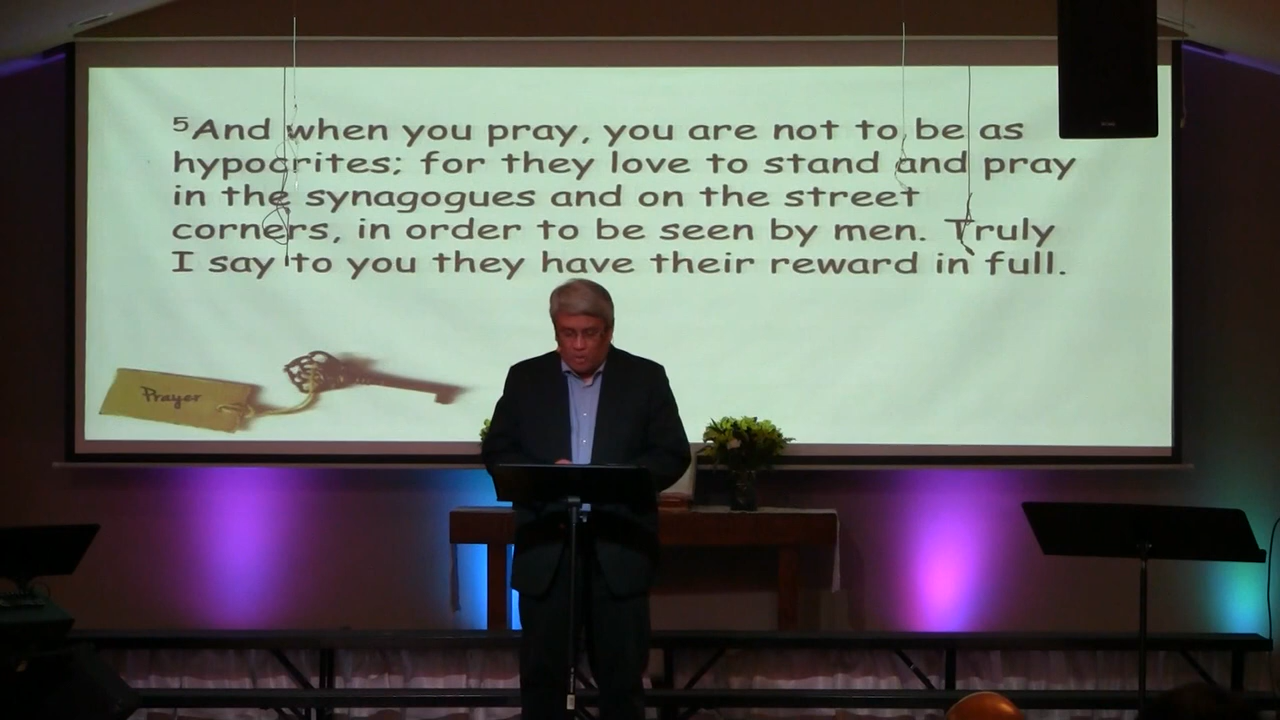 ⁵And when you pray, you are not to be as
hypocrites; for they love to stand and pray
in the synagogues and on the street
corners, in order to be seen by men. Truly
I say to you they have their reward in full.
Prayer